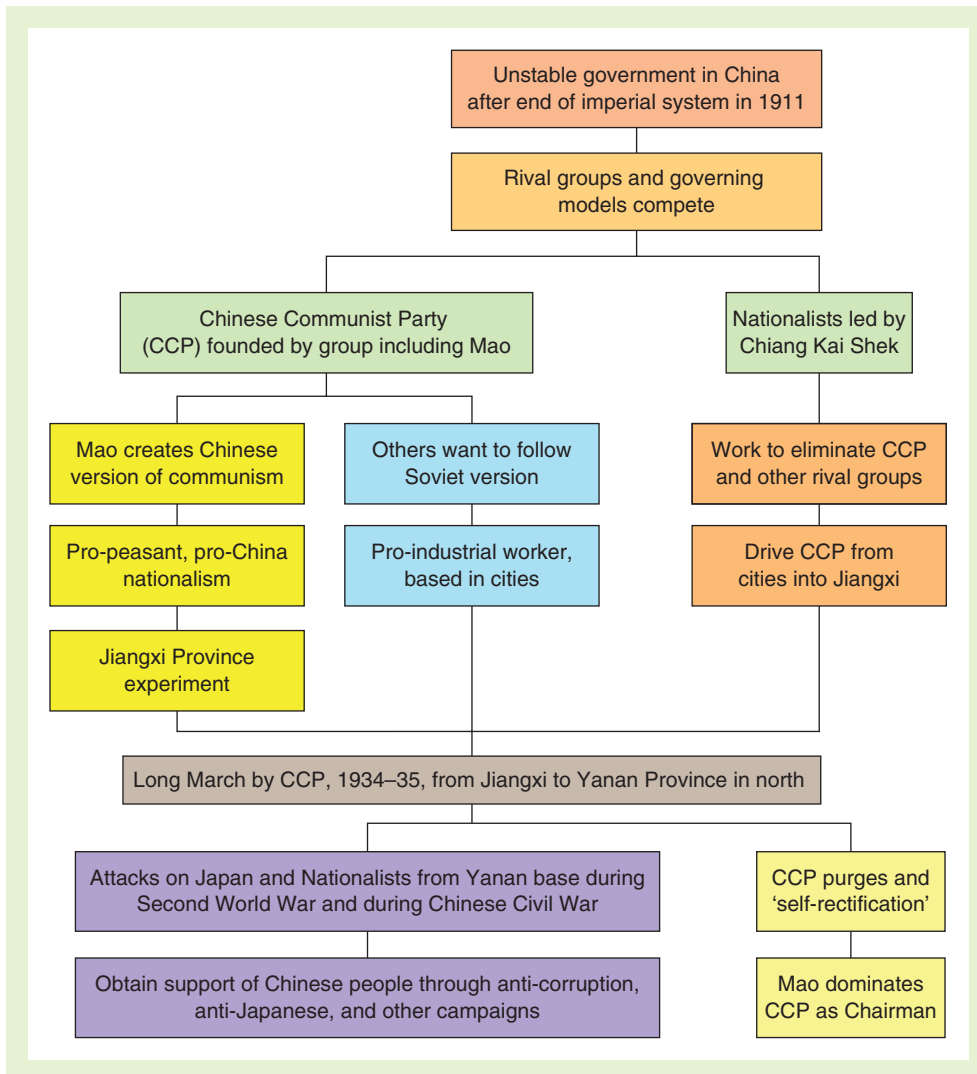 Unstable government in China
after end of imperial system in 1911
Rival groups and governing
models compete
Chinese Communist Party
(CCP) founded by group including Mao
Nationalists led by
Chiang Kai Shek
Mao creates Chinese
version of communism
Others want to follow
Soviet version
Work to eliminate CCP
and other rival groups
Pro-peasant, pro-China
nationalism
Pro-industrial worker,
based in cities
Drive CCP from
cities into Jiangxi
Jiangxi Province
experiment
Long March by CCP, 1934–35, from Jiangxi to Yanan Province in north
Attacks on Japan and Nationalists from Yanan base during
Second World War and during Chinese Civil War
CCP purges and
‘self-rectification’
Obtain support of Chinese people through anti-corruption,
anti-Japanese, and other campaigns
Mao dominates
CCP as Chairman